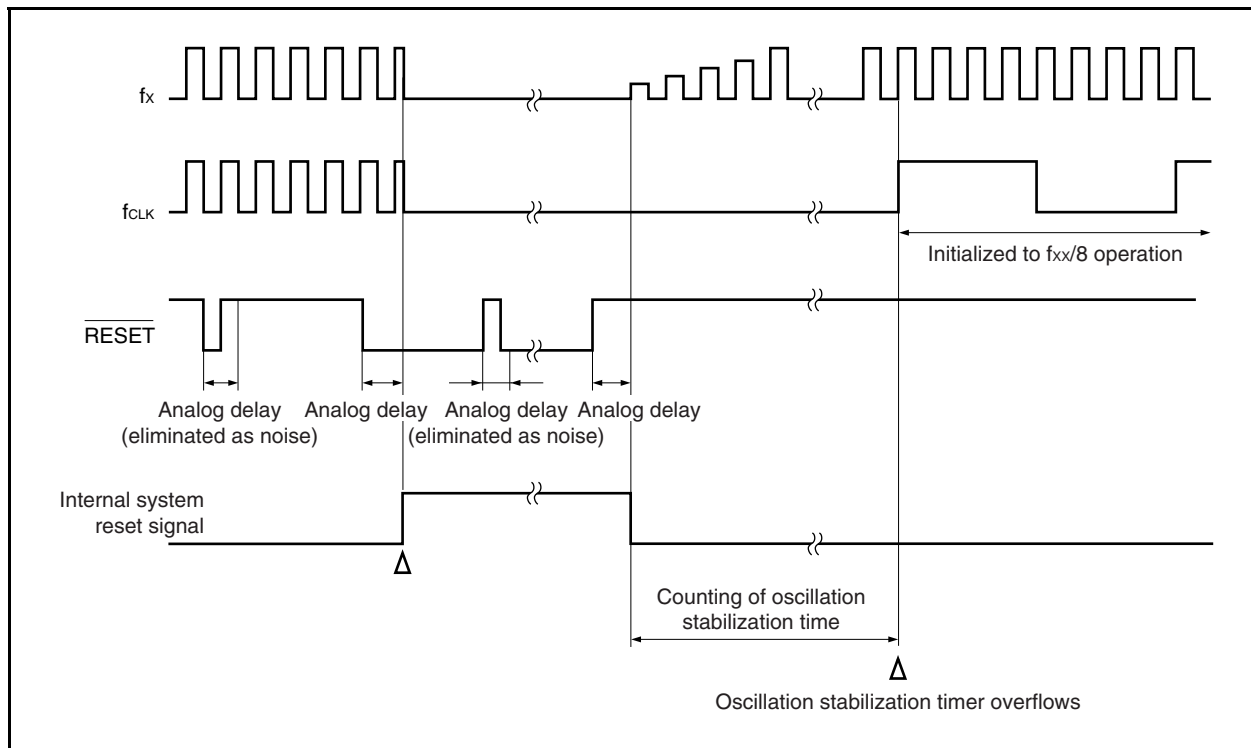 fX
fCLK
Initialized to fXX/8 operation
RESET
Analog delay
(eliminated as noise)
Analog delay
Analog delay
(eliminated as noise)
Analog delay
Internal system
reset signal
Counting of oscillation
stabilization time
Oscillation stabilization timer overflows